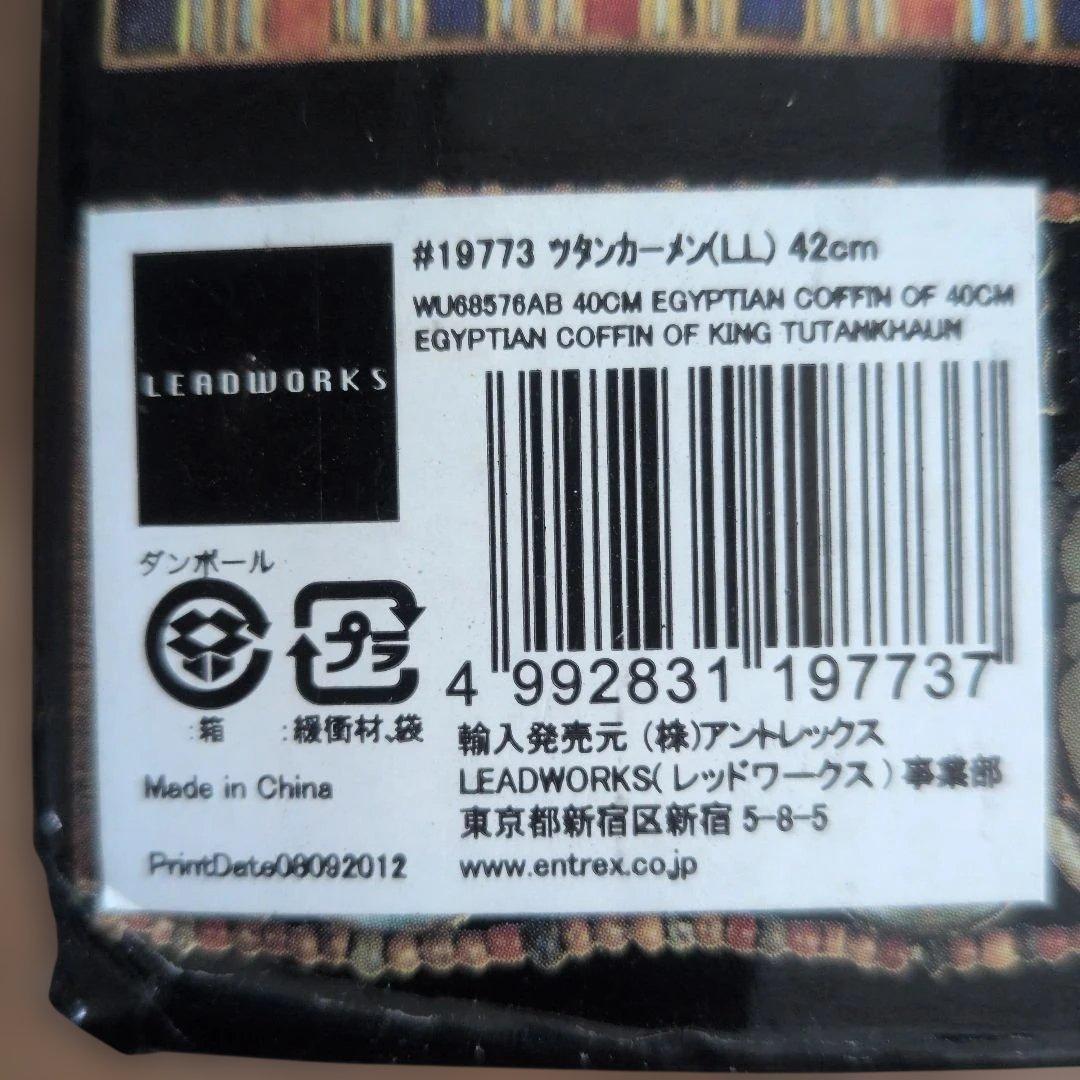 #19773 ツタンカーメン(LL) 42cm
WU68576AB 40CM EGYPTIAN COFFIN OF 40CM
EGYPTIAN COFFIN OF KING TUTANKHAUM
LEADWORKS
ダンボール
プラ
4 992831 197737
:箱 :緩衝材、袋
輸入発売元 (株)アントレックス
LEADWORKS(レッドワークス)事業部
東京都新宿区新宿 5-8-5
www.entrex.co.jp
Made in China
PrintDate08092012